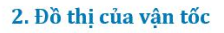 2. Đồ thị của vận tốc